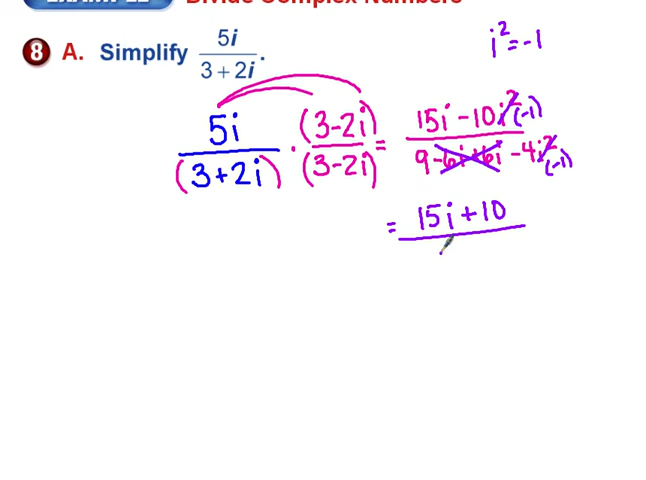 Divide Complex Numbers
8 A. Simplify 5i / 3 + 2i .
i² = -1
5i / (3+2i) · (3-2i) / (3-2i) = 15i - 10i² (-1) / 9 - 6i + 6i - 4i² (-1)
= 15i + 10